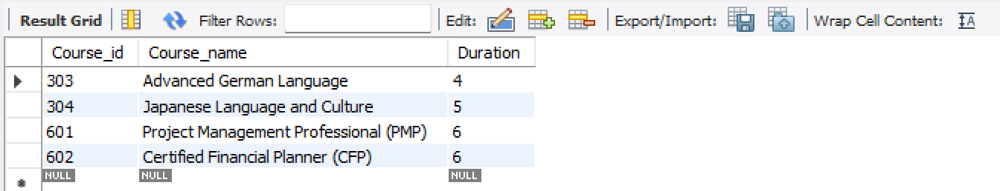 Result Grid Filter Rows: Edit: Export/Import: Wrap Cell Content: IA
Course_id Course_name Duration
303 Advanced German Language 4
304 Japanese Language and Culture 5
601 Project Management Professional (PMP) 6
602 Certified Financial Planner (CFP) 6
NULL NULL NULL